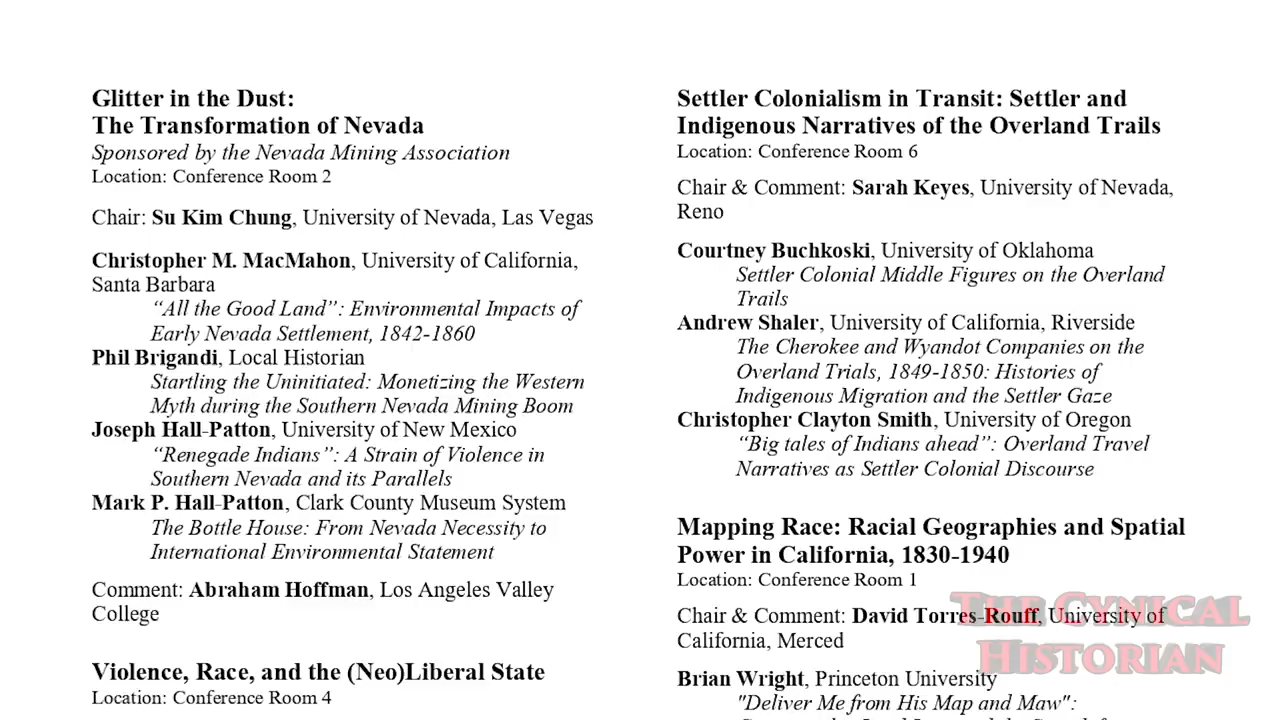 Glitter in the Dust:
The Transformation of Nevada
Sponsored by the Nevada Mining Association
Location: Conference Room 2
Chair: Su Kim Chung, University of Nevada, Las Vegas
Christopher M. MacMahon, University of California,
Santa Barbara
“All the Good Land”: Environmental Impacts of
Early Nevada Settlement, 1842-1860
Phil Brigandi, Local Historian
Startling the Uninitiated: Monetizing the Western
Myth during the Southern Nevada Mining Boom
Joseph Hall-Patton, University of New Mexico
“Renegade Indians”: A Strain of Violence in
Southern Nevada and its Parallels
Mark P. Hall-Patton, Clark County Museum System
The Bottle House: From Nevada Necessity to
International Environmental Statement
Comment: Abraham Hoffman, Los Angeles Valley
College
Violence, Race, and the (Neo)Liberal State
Location: Conference Room 4
Settler Colonialism in Transit: Settler and
Indigenous Narratives of the Overland Trails
Location: Conference Room 6
Chair & Comment: Sarah Keyes, University of Nevada,
Reno
Courtney Buchkoski, University of Oklahoma
Settler Colonial Middle Figures on the Overland
Trails
Andrew Shaler, University of California, Riverside
The Cherokee and Wyandot Companies on the
Overland Trials, 1849-1850: Histories of
Indigenous Migration and the Settler Gaze
Christopher Clayton Smith, University of Oregon
“Big tales of Indians ahead”: Overland Travel
Narratives as Settler Colonial Discourse
Mapping Race: Racial Geographies and Spatial
Power in California, 1830-1940
Location: Conference Room 1
Chair & Comment: David Torres-Rouff, University of
California, Merced
Brian Wright, Princeton University
"Deliver Me from His Map and Maw":
The Cynical
Historian